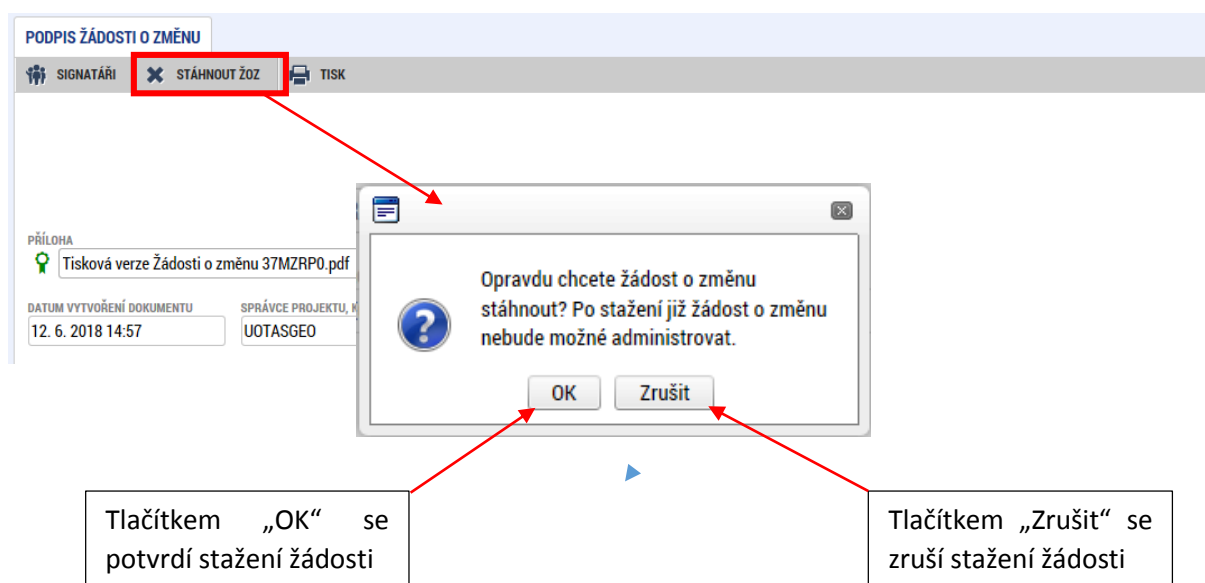 PODPIS ŽÁDOSTI O ZMĚNU
SIGNATÁŘI STÁHNOUT ŽOZ TISK
PŘÍLOHA
Tisková verze Žádosti o změnu 37MZRP0.pdf
DATUM VYTVOŘENÍ DOKUMENTU SPRÁVCE PROJEKTU,
12. 6. 2018 14:57 UOTASGEO
Opravdu chcete žádost o změnu
stáhnout? Po stažení již žádost o změnu
nebude možné administrovat.
OK Zrušit
Tlačítkem „OK“ se
potvrdí stažení žádosti
Tlačítkem „Zrušit“ se
zruší stažení žádosti